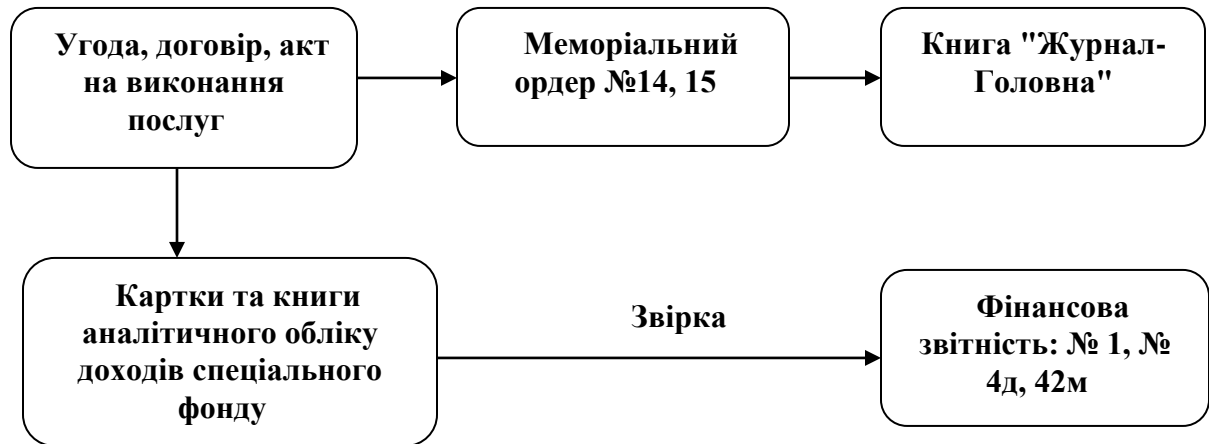 Угода, договір, акт
на виконання
послуг
Меморіальний
ордер №14, 15
Книга "Журнал-
Головна"
Картки та книги
аналітичного обліку
доходів спеціального
фонду
Звірка
Фінансова
звітність: № 1, №
4д, 42м